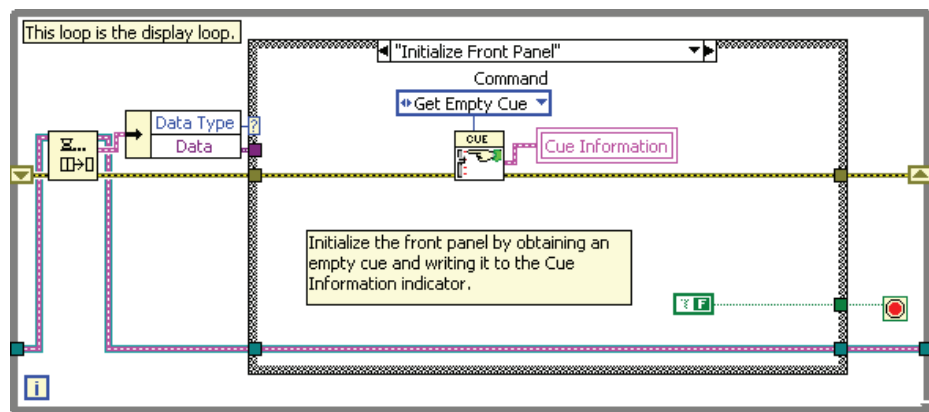 This loop is the display loop.
"Initialize Front Panel"
Command
Get Empty Cue
Data Type
Data
?
CUE
Cue Information
Initialize the front panel by obtaining an
empty cue and writing it to the Cue
Information indicator.
? F
i